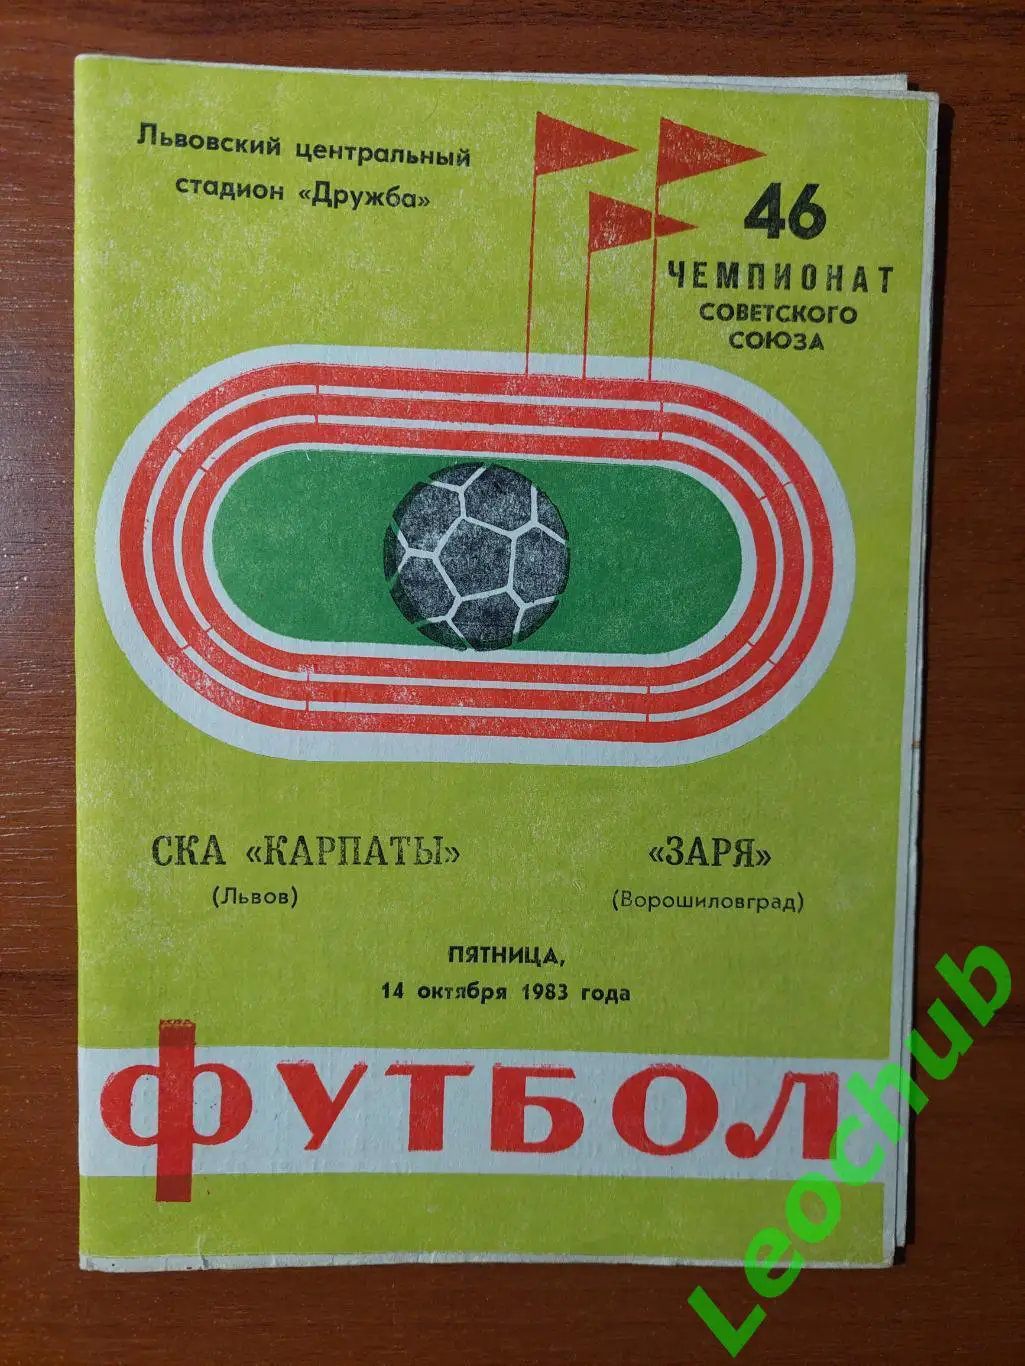 Львовский центральный
стадион «Дружба»
46
ЧЕМПИОНАТ
СОВЕТСКОГО
СОЮЗА
СКА «КАРПАТЫ»
(Львов)
«ЗАРЯ»
(Ворошиловград)
ПЯТНИЦА,
14 октября 1983 года
ФУТБОЛ
Leochub